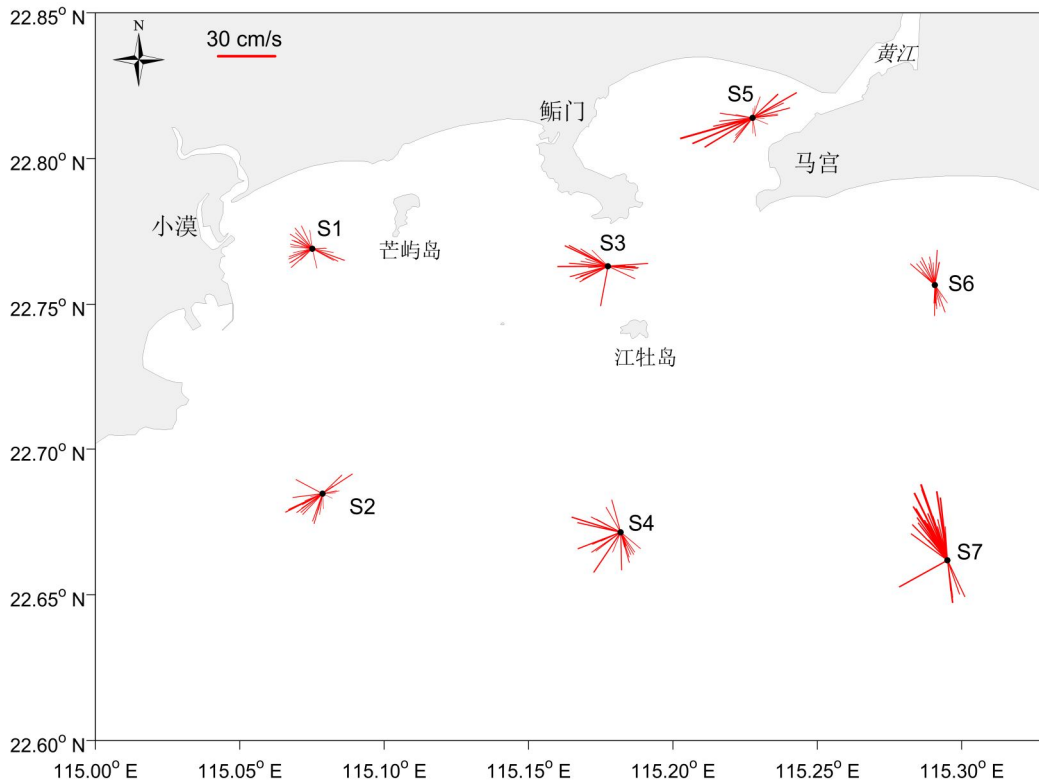 22.85° N
N
30 cm/s
黄江
S5
鲘门
22.80° N
马宫
小漠
S1
芒屿岛
S3
22.75° N
S6
江牡岛
22.70° N
S2
S4
S7
22.65° N
22.60° N
115.00° E 115.05° E 115.10° E 115.15° E 115.20° E 115.25° E 115.30° E